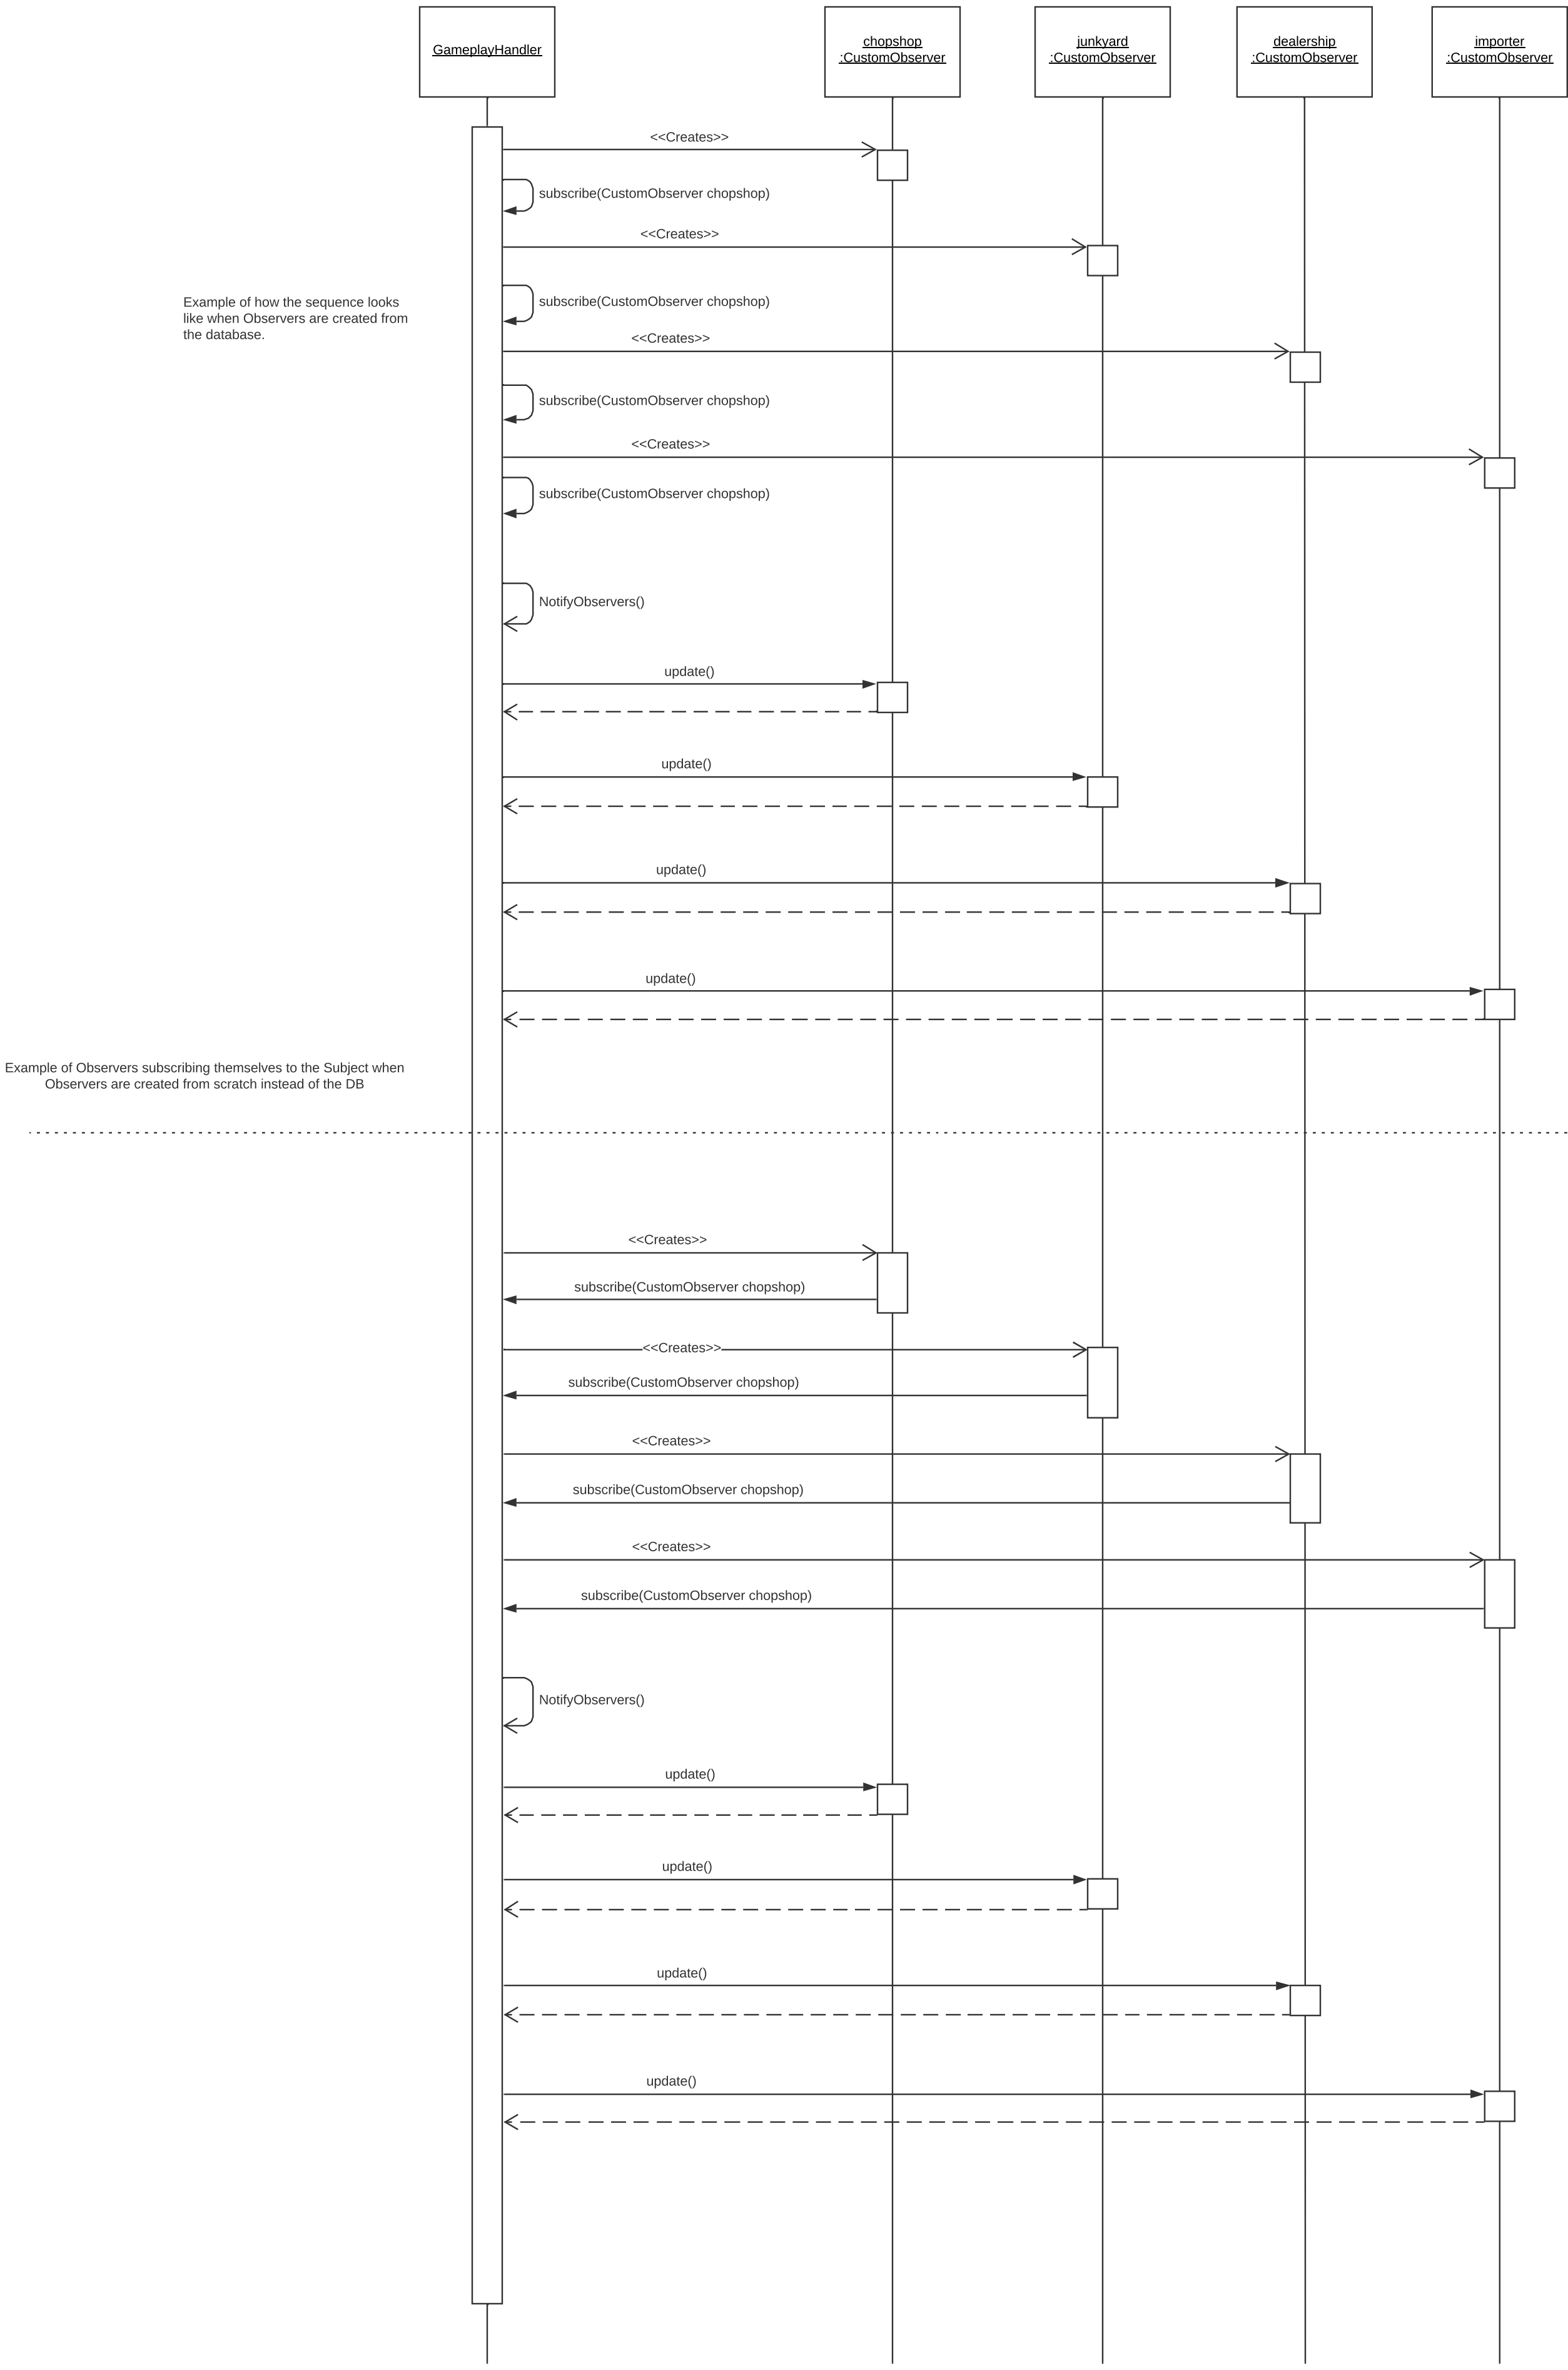 GameplayHandler
chopshop
:CustomObserver
junkyard
:CustomObserver
dealership
:CustomObserver
importer
:CustomObserver
<<Creates>>
subscribe(CustomObserver chopshop)
<<Creates>>
Example of how the sequence looks
like when Observers are created from
the database.
subscribe(CustomObserver chopshop)
<<Creates>>
subscribe(CustomObserver chopshop)
<<Creates>>
subscribe(CustomObserver chopshop)
NotifyObservers()
update()
update()
update()
update()
Example of Observers subscribing themselves to the Subject when
Observers are created from scratch instead of the DB
<<Creates>>
subscribe(CustomObserver chopshop)
<<Creates>>
subscribe(CustomObserver chopshop)
<<Creates>>
subscribe(CustomObserver chopshop)
<<Creates>>
subscribe(CustomObserver chopshop)
NotifyObservers()
update()
update()
update()
update()